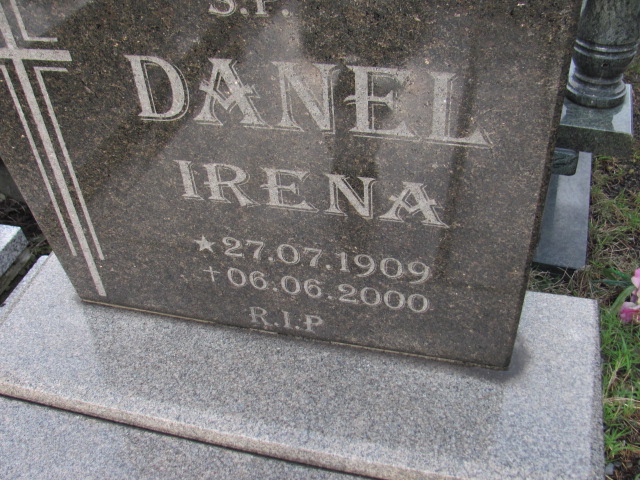 S.P.
DANEL
IRENA
★27.07.1909
†06.06.2000
R.I.P